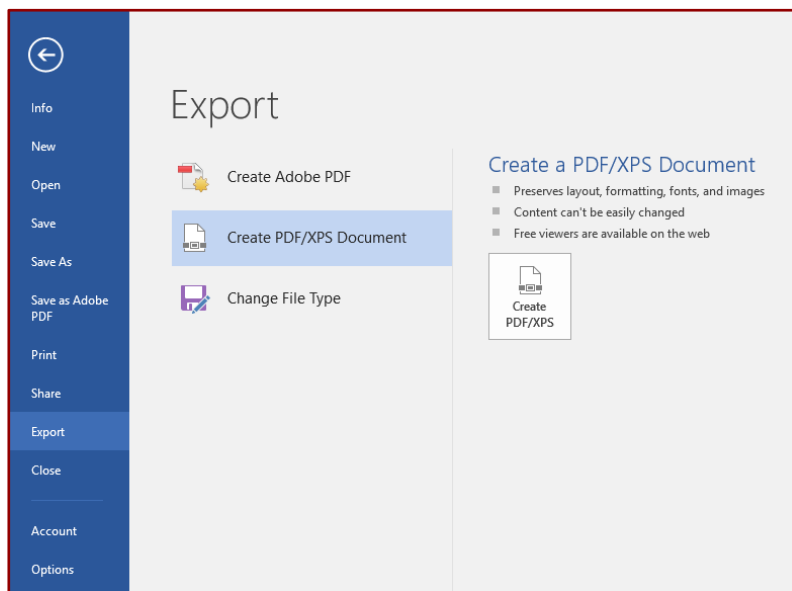 Info
New
Open
Save
Save As
Save as Adobe
PDF
Print
Share
Export
Close
Account
Options
Export
Create Adobe PDF
Create PDF/XPS Document
Change File Type
Create a PDF/XPS Document
Preserves layout, formatting, fonts, and images
Content can't be easily changed
Free viewers are available on the web
Create
PDF/XPS